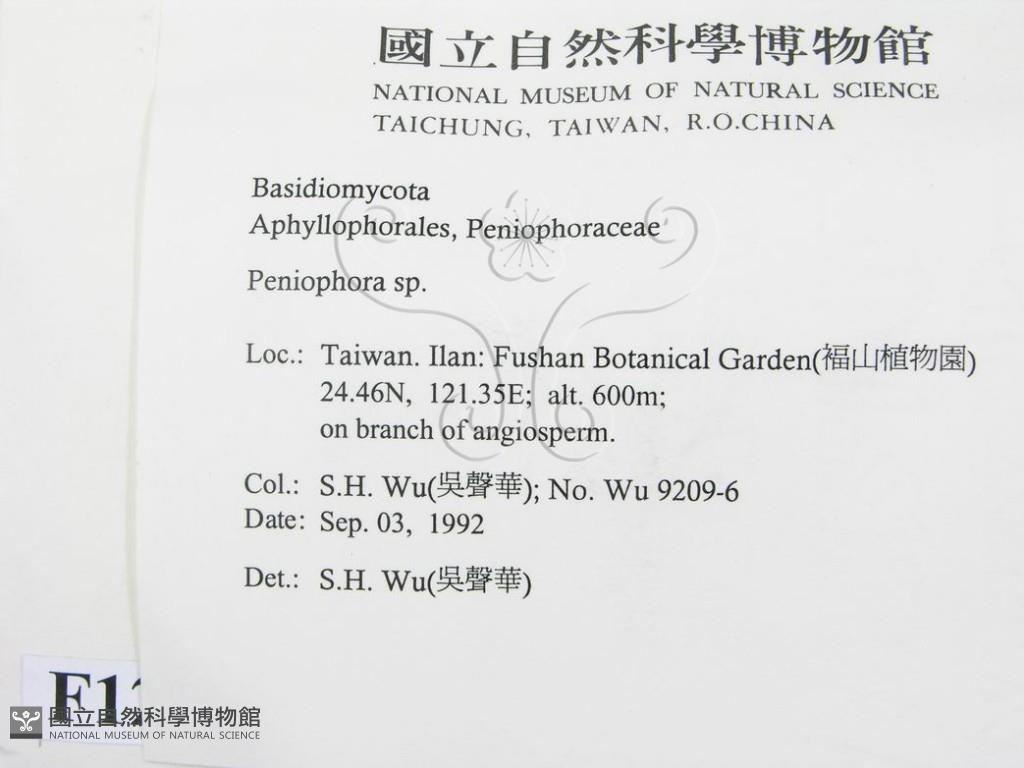 國立自然科學博物館
NATIONAL MUSEUM OF NATURAL SCIENCE
TAICHUNG, TAIWAN, R.O.CHINA
Basidiomycota
Aphyllophorales, Peniophoraceae
Peniophora sp.
Loc.: Taiwan. Ilan: Fushan Botanical Garden(福山植物園)
24.46N, 121.35E; alt. 600m;
on branch of angiosperm.
Col.: S.H. Wu(吳聲華); No. Wu 9209-6
Date: Sep. 03, 1992
Det.: S.H. Wu(吳聲華)
國立自然科學博物館
NATIONAL MUSEUM OF NATURAL SCIENCE